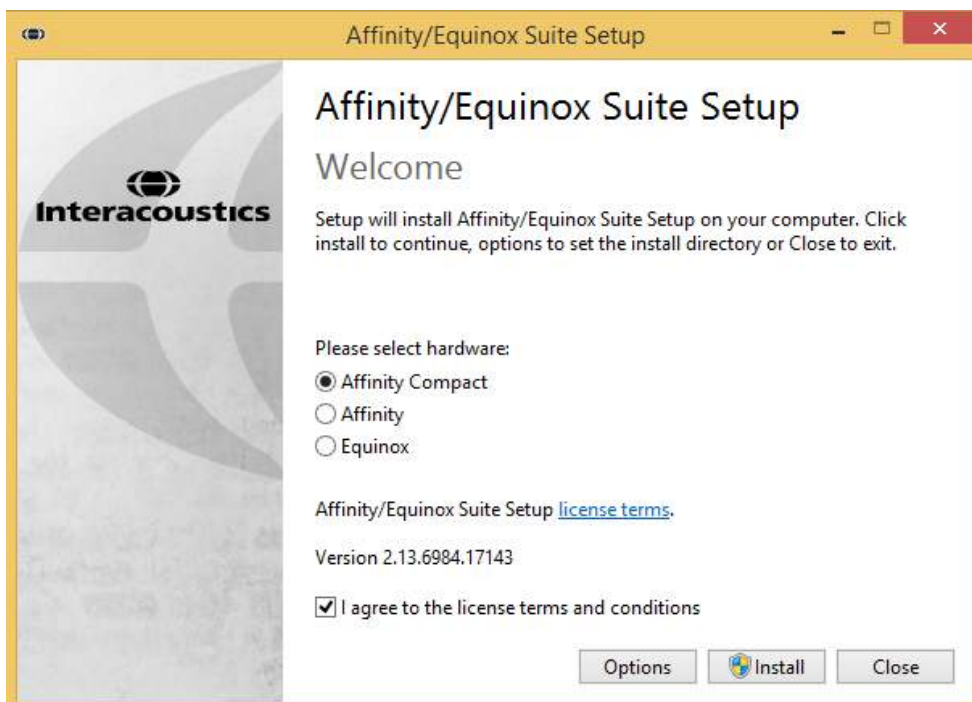 Affinity/Equinox Suite Setup
Interacoustics
Affinity/Equinox Suite Setup
Welcome
Setup will install Affinity/Equinox Suite Setup on your computer. Click
install to continue, options to set the install directory or Close to exit.
Please select hardware:
Affinity Compact
Affinity
Equinox
Affinity/Equinox Suite Setup license terms.
Version 2.13.6984.17143
I agree to the license terms and conditions
Options Install Close